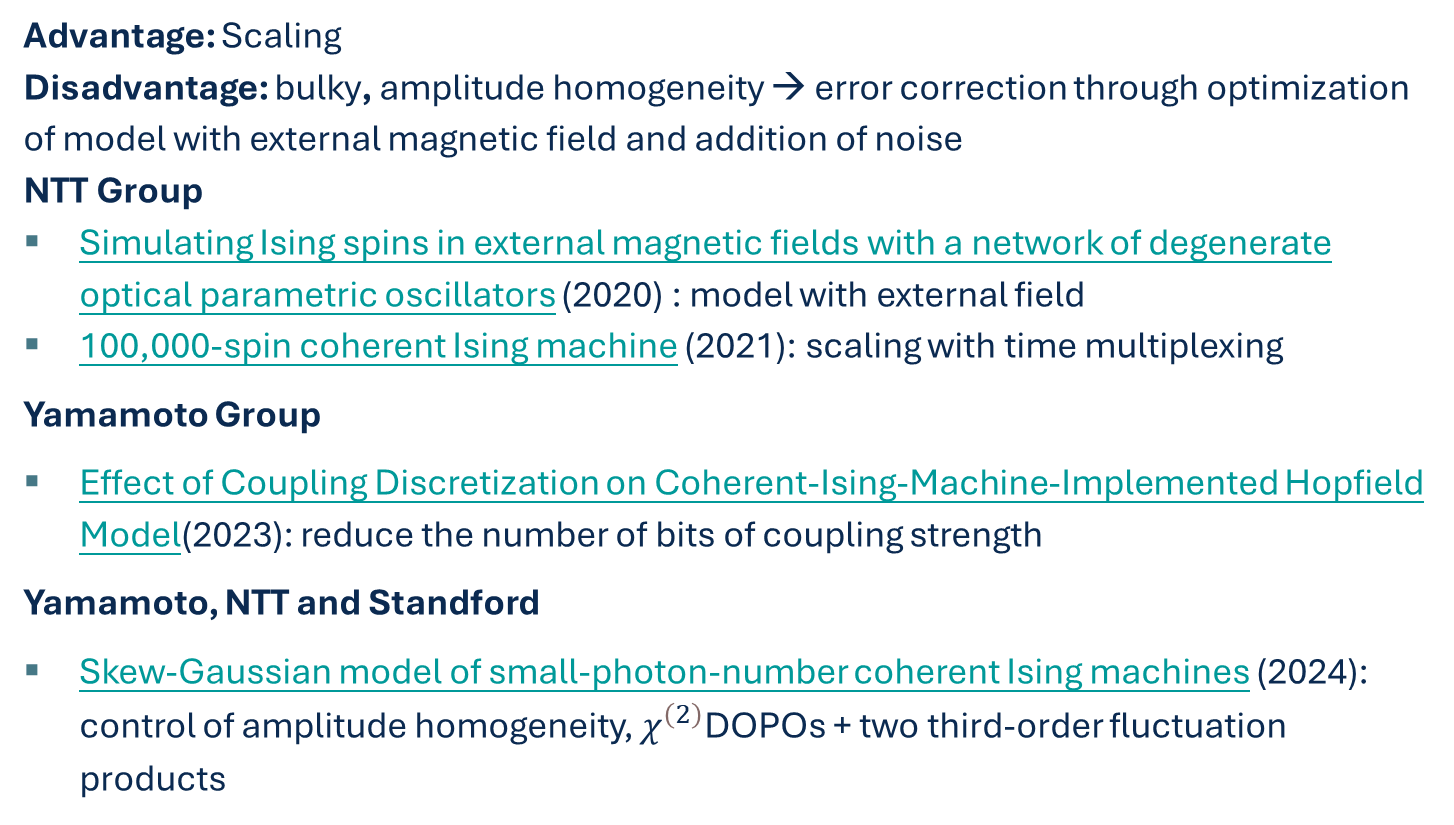 Advantage: Scaling
Disadvantage: bulky, amplitude homogeneity → error correction through optimization
of model with external magnetic field and addition of noise
NTT Group
▪ Simulating Ising spins in external magnetic fields with a network of degenerate
optical parametric oscillators (2020) : model with external field
▪ 100,000-spin coherent Ising machine (2021): scaling with time multiplexing
Yamamoto Group
▪ Effect of Coupling Discretization on Coherent-Ising-Machine-Implemented Hopfield
Model(2023): reduce the number of bits of coupling strength
Yamamoto, NTT and Standford
▪ Skew-Gaussian model of small-photon-number coherent Ising machines (2024):
control of amplitude homogeneity, χ⁽²⁾DOPOs + two third-order fluctuation
products